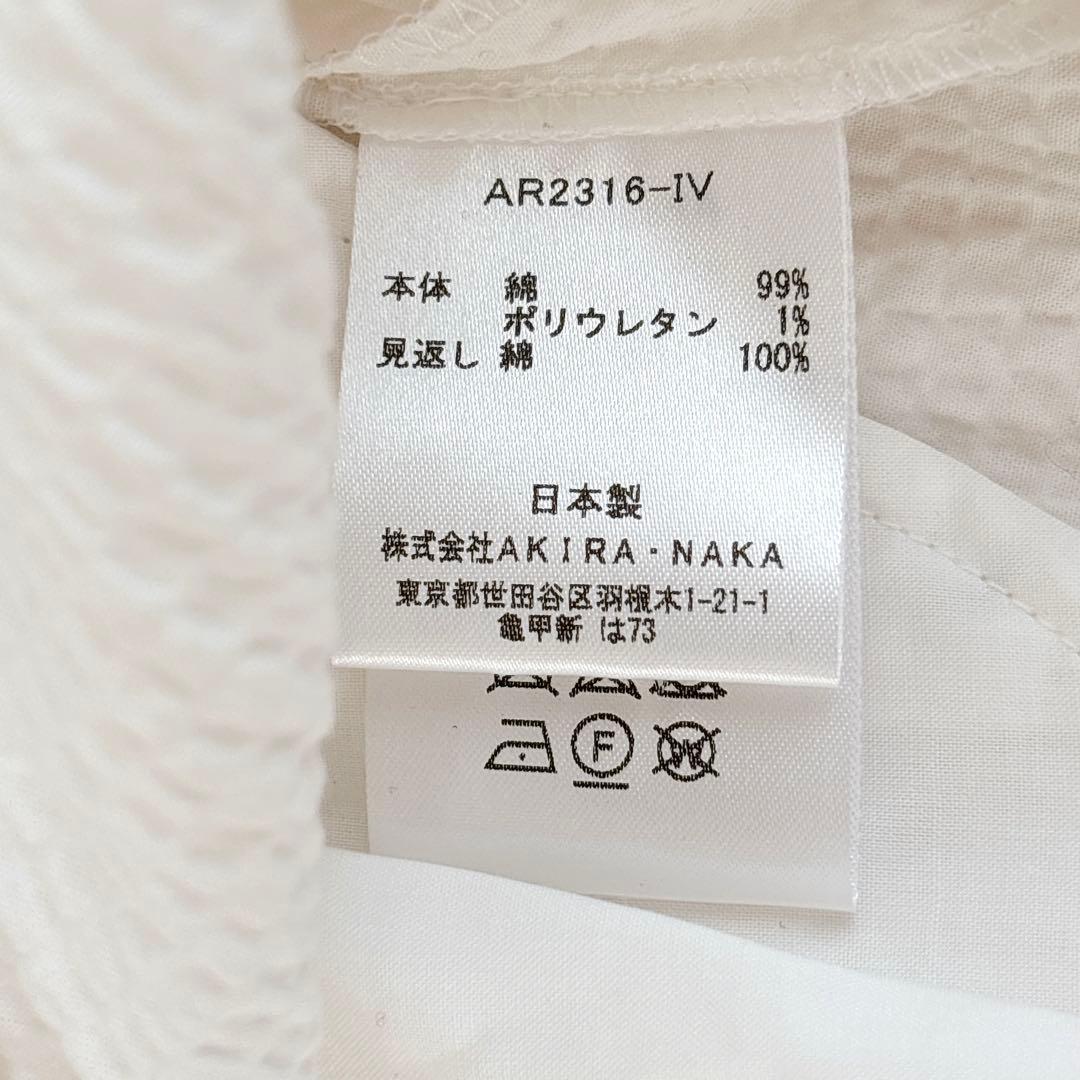 AR2316-IV
本体 綿 99%
ポリウレタン 1%
見返し 綿 100%
日本製
株式会社AKIRA・NAKA
東京都世田谷区羽根木1-21-1
亀甲新 は73
F
W